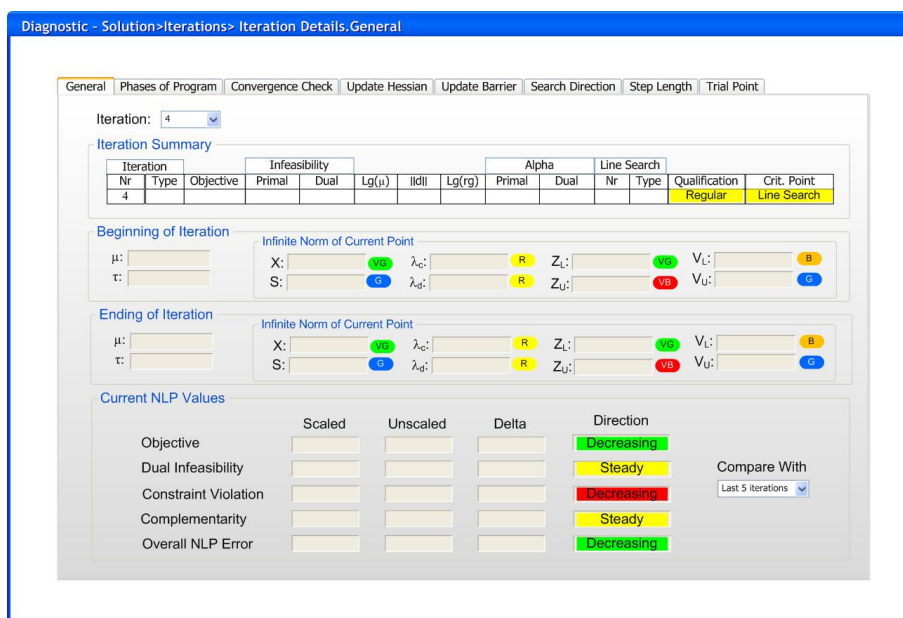 Diagnostic - Solution>Iterations> Iteration Details.General
General Phases of Program Convergence Check Update Hessian Update Barrier Search Direction Step Length Trial Point
Iteration: 4
Iteration Summary
Iteration Infeasibility Alpha Line Search
Nr Type Objective Primal Dual Lg(μ) lldll Lg(rg) Primal Dual Nr Type Qualification Crit. Point
4 Regular Line Search
Beginning of Iteration
Infinite Norm of Current Point
μ: X: VG λc: R ZL: VG VL: B
τ: S: G λd: R ZU: VB VU: G
Ending of Iteration
Infinite Norm of Current Point
μ: X: VG λc: R ZL: VG VL: B
τ: S: G λd: R ZU: VB VU: G
Current NLP Values
Scaled Unscaled Delta Direction
Objective Decreasing
Dual Infeasibility Steady Compare With
Constraint Violation Decreasing Last 5 iterations
Complementarity Steady
Overall NLP Error Decreasing